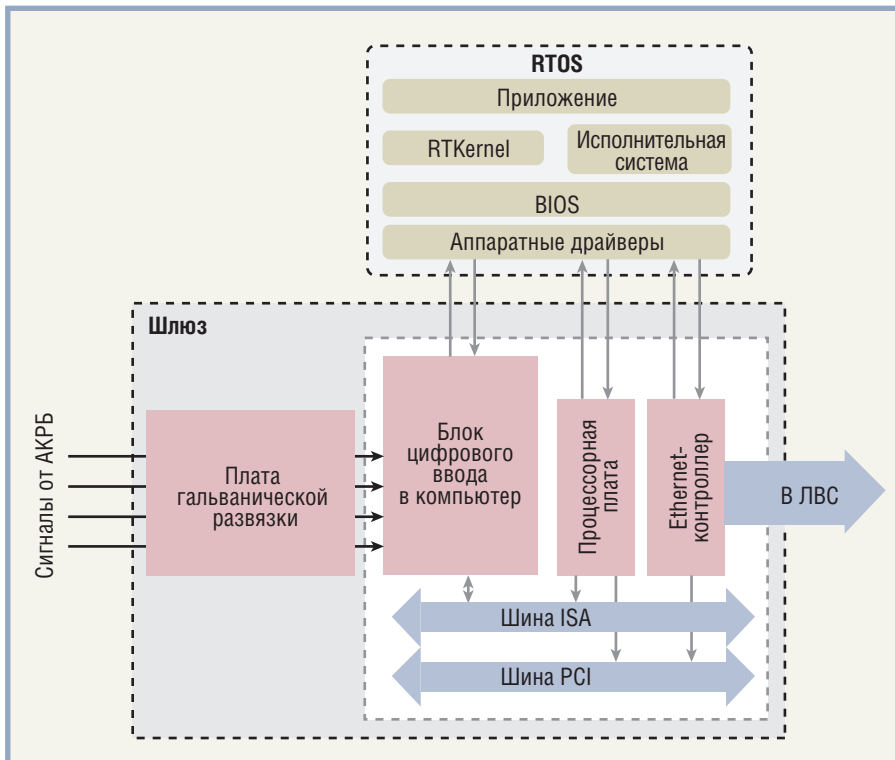 RTOS
Приложение
RTKernel
Исполнительная
система
BIOS
Аппаратные драйверы
Шлюз
Сигналы от АКРБ
Плата
гальванической
развязки
Блок
цифрового
ввода
в компьютер
Процессорная
плата
Ethernet-
контроллер
В ЛВС
Шина ISA
Шина PCI